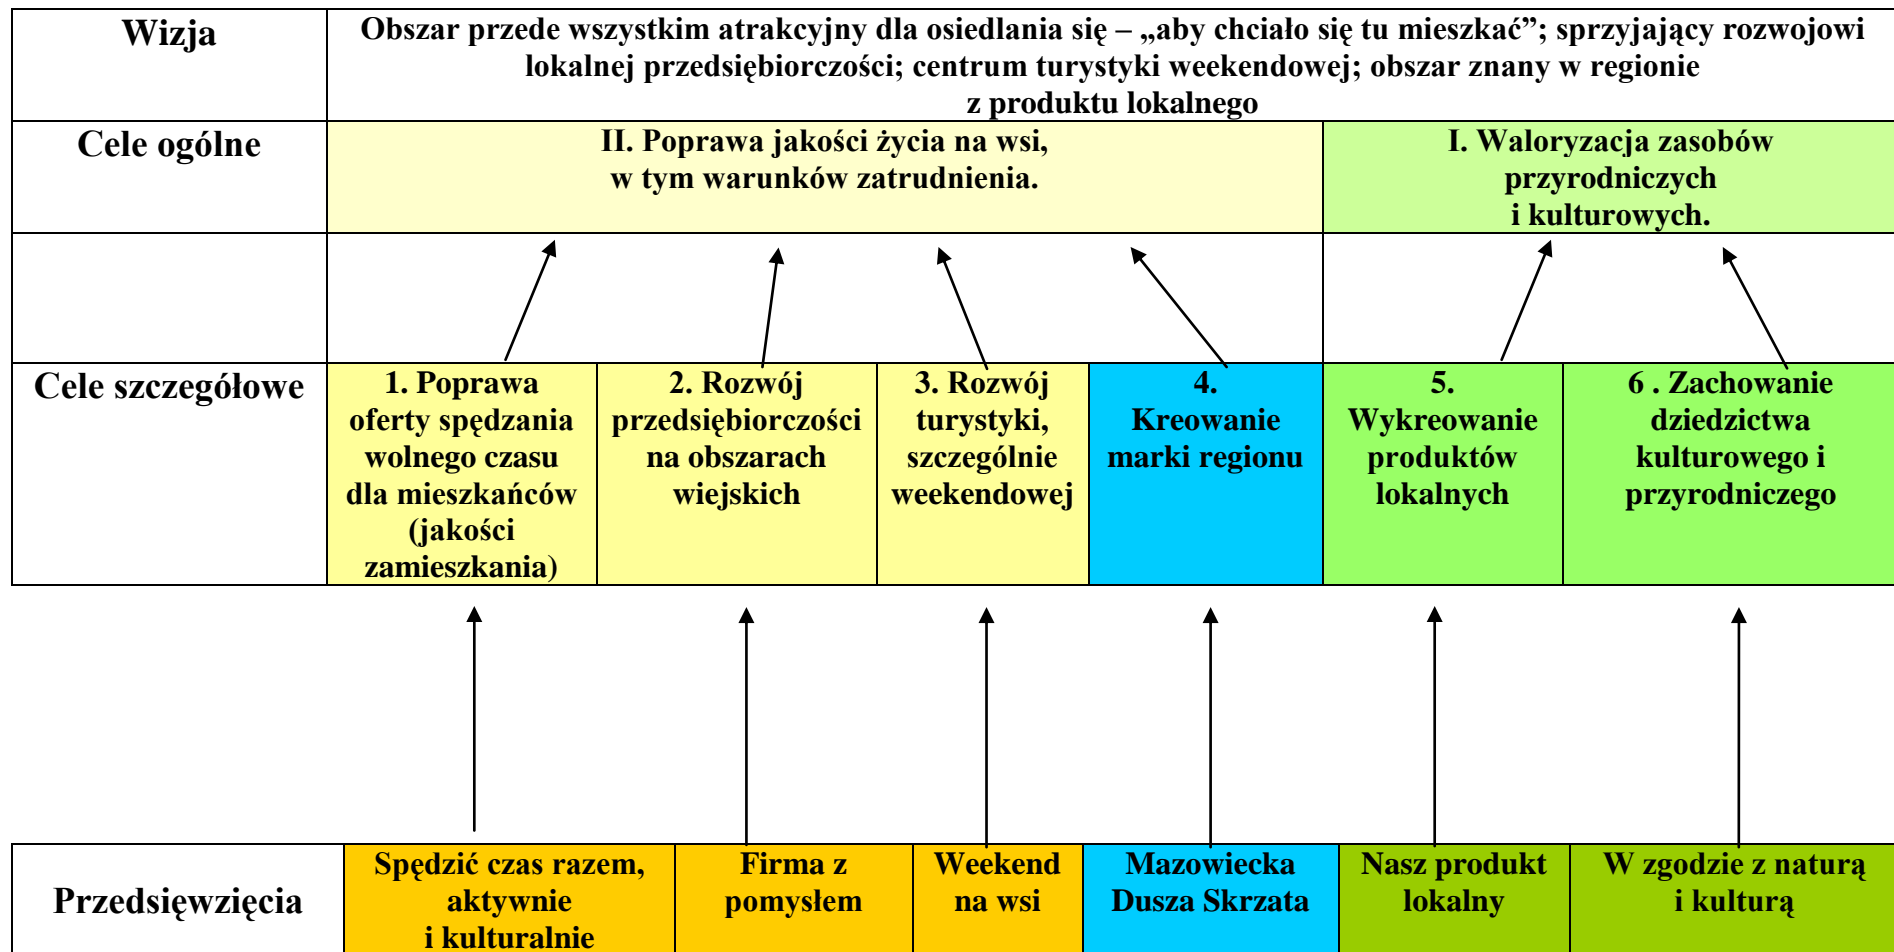 Wizja
Obszar przede wszystkim atrakcyjny dla osiedlania się – „aby chciało się tu mieszkać”; sprzyjający rozwojowi
lokalnej przedsiębiorczości; centrum turystyki weekendowej; obszar znany w regionie
z produktu lokalnego
Cele ogólne
II. Poprawa jakości życia na wsi,
w tym warunków zatrudnienia.
I. Waloryzacja zasobów
przyrodniczych
i kulturowych.
Cele szczegółowe
1. Poprawa
oferty spędzania
wolnego czasu
dla mieszkańców
(jakości
zamieszkania)
2. Rozwój
przedsiębiorczości
na obszarach
wiejskich
3. Rozwój
turystyki,
szczególnie
weekendowej
4.
Kreowanie
marki regionu
5.
Wykreowanie
produktów
lokalnych
6 . Zachowanie
dziedzictwa
kulturowego i
przyrodniczego
Przedsięwzięcia
Spędzić czas razem,
aktywnie
i kulturalnie
Firma z
pomysłem
Weekend
na wsi
Mazowiecka
Dusza Skrzata
Nasz produkt
lokalny
W zgodzie z naturą
i kulturą